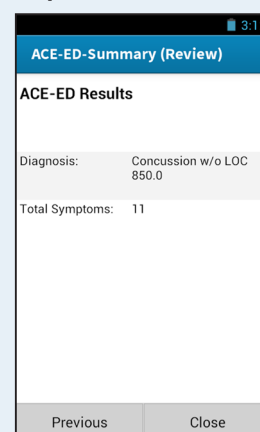 3:1
ACE-ED-Summary (Review)
ACE-ED Results
Diagnosis: Concussion w/o LOC
850.0
Total Symptoms: 11
Previous Close